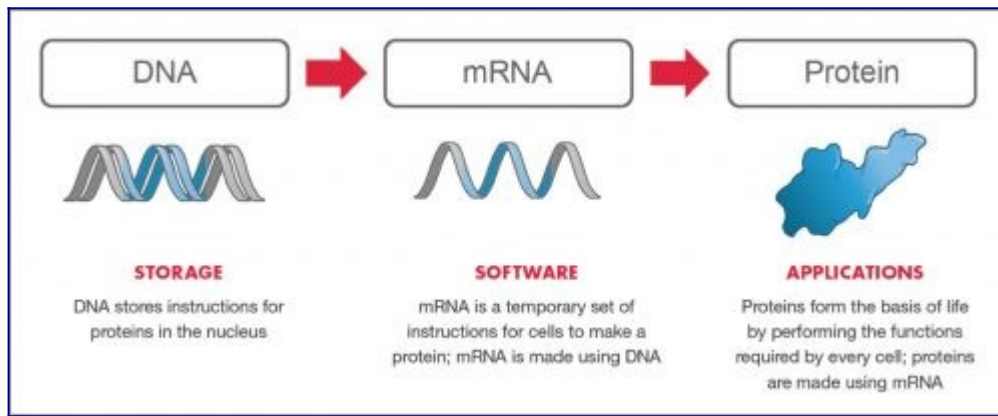 DNA
mRNA
Protein
STORAGE
DNA stores instructions for
proteins in the nucleus
SOFTWARE
mRNA is a temporary set of
instructions for cells to make a
protein; mRNA is made using DNA
APPLICATIONS
Proteins form the basis of life
by performing the functions
required by every cell; proteins
are made using mRNA